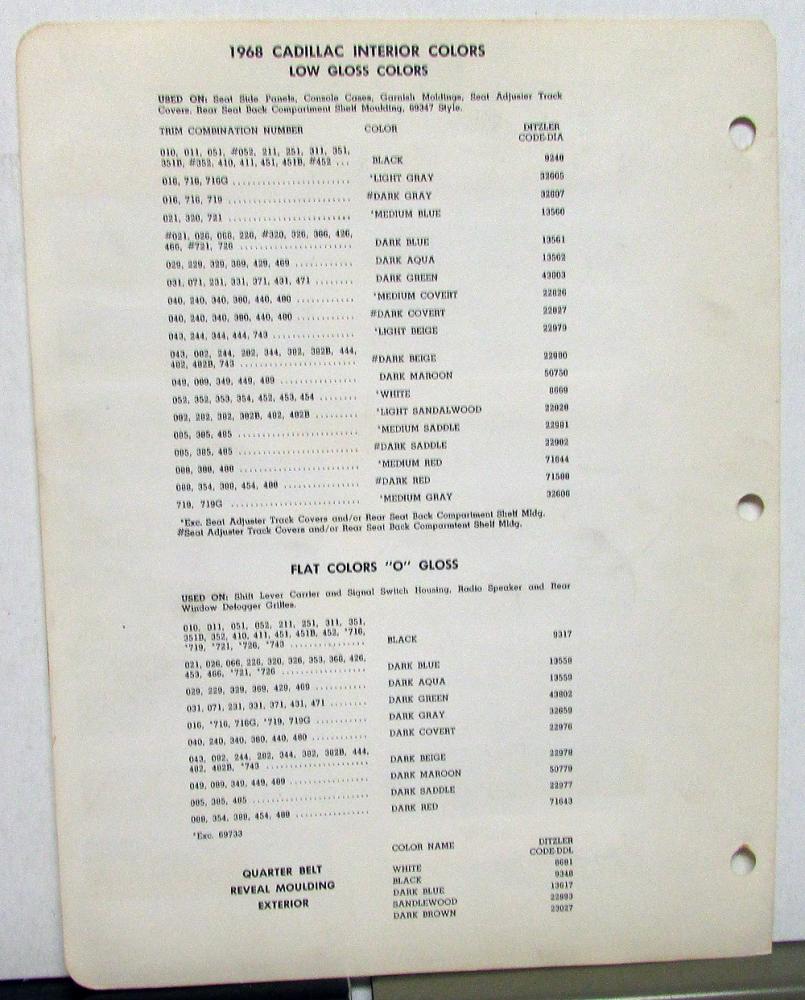 1968 CADILLAC INTERIOR COLORS
LOW GLOSS COLORS
USED ON: Seat Side Panels, Console Cases, Garnish Moldings, Seat Adjuster Track
Covers, Rear Seat Back Compartment Shelf Moulding, 69347 Style.
TRIM COMBINATION NUMBER COLOR DITZLER CODE-DIA
010, 011, 051, #052, 211, 251, 311, 351,
351B, #352, 410, 411, 451, 451B, #452 ... BLACK 9248
016, 716, 716G .......................... *LIGHT GRAY 32605
016, 716, 719 .......................... #DARK GRAY 32607
021, 320, 721 .......................... *MEDIUM BLUE 13560
#021, 026, 066, 226, #320, 326, 366, 426,
466, #721, 726 ........................ DARK BLUE 13561
029, 229, 329, 369, 429, 469 ............ DARK AQUA 13562
031, 071, 231, 331, 371, 431, 471 ........ DARK GREEN 43803
040, 240, 340, 380, 440, 480 ............ *MEDIUM COVERT 22826
040, 240, 340, 380, 440, 480 ............ #DARK COVERT 22827
043, 244, 344, 444, 743 ................. *LIGHT BEIGE 22979
043, 082, 244, 282, 344, 382, 382B, 444,
482, 482B, 743 ........................ #DARK BEIGE 22980
049, 089, 349, 449, 489 ................ DARK MAROON 50750
052, 352, 353, 354, 452, 453, 454 ........ *WHITE 8669
082, 282, 382, 382B, 482, 482B ......... *LIGHT SANDALWOOD 22828
085, 385, 485 .......................... *MEDIUM SADDLE 22981
085, 385, 485 .......................... #DARK SADDLE 22982
088, 388, 488 .......................... *MEDIUM RED 71644
088, 354, 388, 454, 488 ................ #DARK RED 71588
719, 719G ............................ *MEDIUM GRAY 32606
*Exc. Seat Adjuster Track Covers and/or Rear Seat Back Compartment Shelf Mldg.
#Seat Adjuster Track Covers and/or Rear Seat Back Comparmtent Shelf Mldg.
FLAT COLORS "O" GLOSS
USED ON: Shift Lever Carrier and Signal Switch Housing, Radio Speaker and Rear
Window Defogger Grilles.
010, 011, 051, 052, 211, 251, 311, 351,
351B, 352, 410, 411, 451, 451B, 452, *716,
*719, *721, *726, *743 .................. BLACK 9317
021, 026, 066, 226, 320, 326, 353, 366, 426,
453, 466, *721, *726 .................. DARK BLUE 13558
029, 229, 329, 369, 429, 469 ............ DARK AQUA 13559
031, 071, 231, 331, 371, 431, 471 ........ DARK GREEN 43802
016, *716, 716G, *719, 719G ............ DARK GRAY 32659
040, 240, 340, 380, 440, 480 ............ DARK COVERT 22976
043, 082, 244, 282, 344, 382, 382B, 444,
482, 482B, *743 ...................... DARK BEIGE 22978
049, 089, 349, 449, 489 ................. DARK MAROON 50779
085, 385, 485 .......................... DARK SADDLE 22977
088, 354, 388, 454, 488 ................ DARK RED 71643
*Exc. 69733
COLOR NAME DITZLER CODE-DDL
QUARTER BELT
REVEAL MOULDING
EXTERIOR
WHITE 8691
BLACK 9348
DARK BLUE 13617
SANDLEWOOD 22993
DARK BROWN 23027